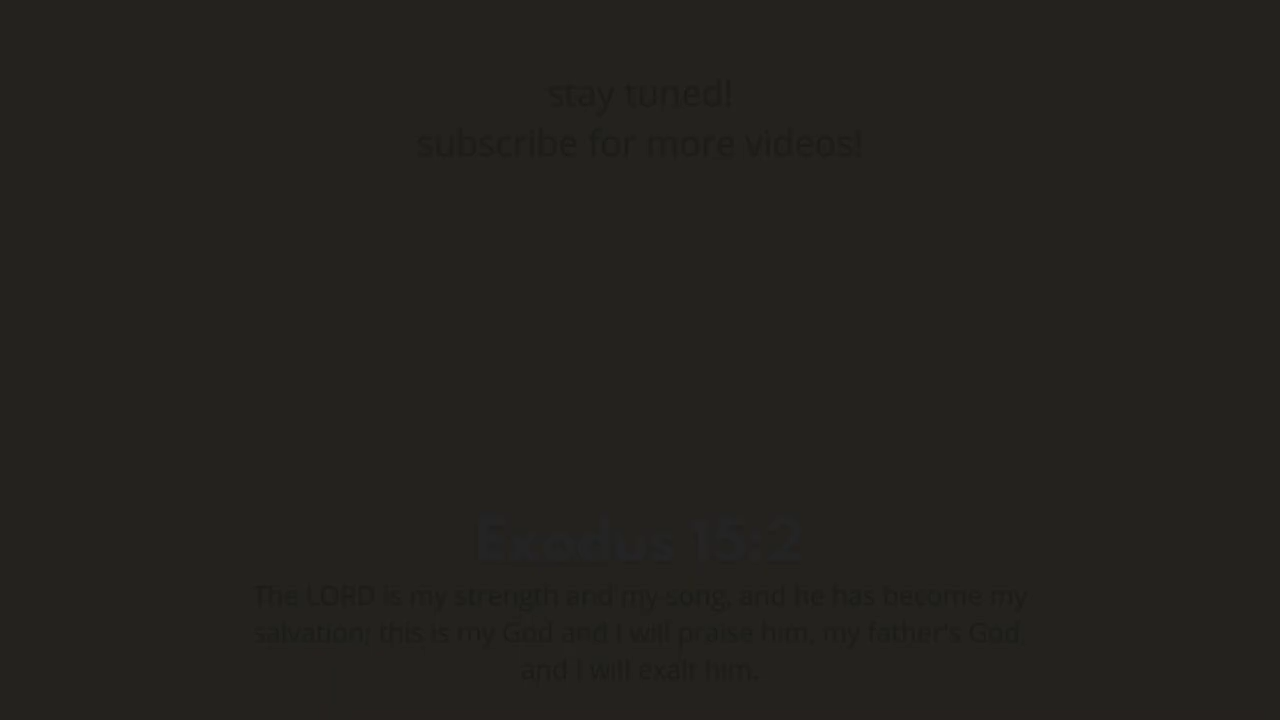 stay tuned!
subscribe for more videos!
Exodus 15:2
The LORD is my strength and my song, and he has become my
salvation; this is my God and I will praise him, my father's God,
and I will exalt him.